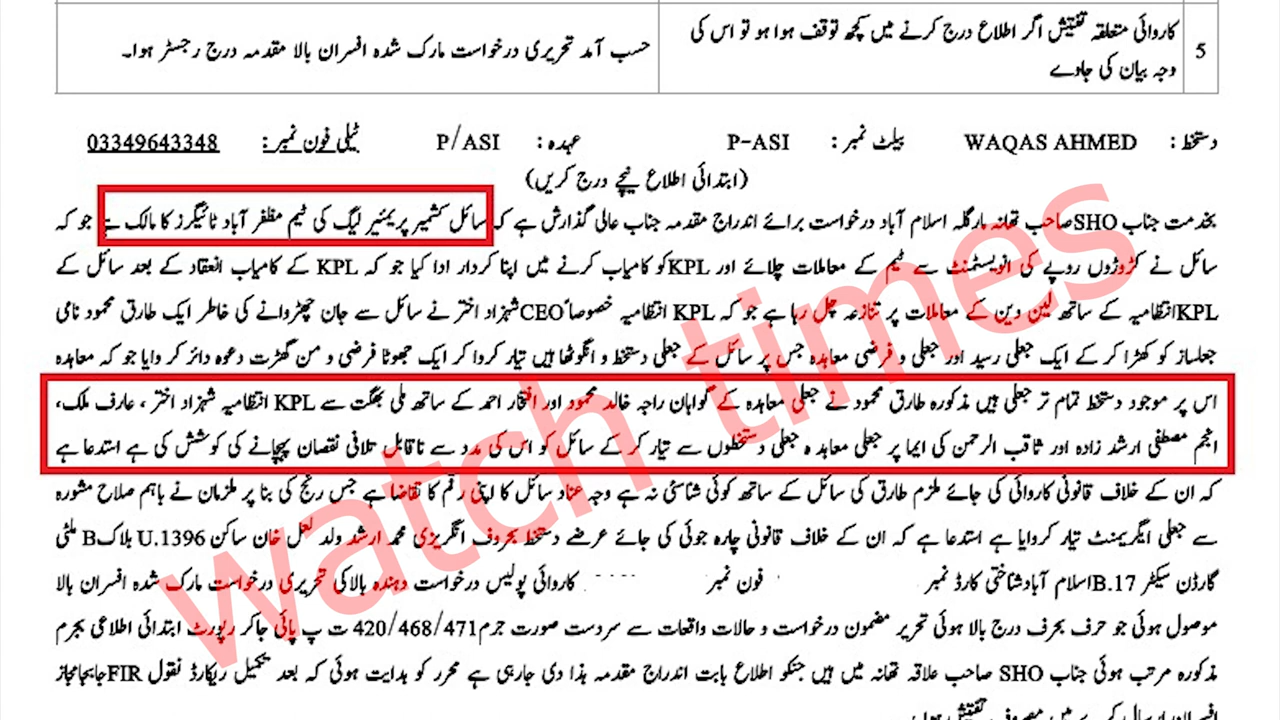 5 کاروائی متعلقہ تفتیش اگر اطلاع درج کرنے میں کچھ توقف ہوا ہو تو اس کی وجہ بیان کی جاوے
حسب آمد تحریری درخواست مارک شدہ افسران بالا مقدمہ درج رجسٹر ہوا۔
دستخط: WAQAS AHMED بیلٹ نمبر: P-ASI عہدہ: P/ASI ٹیلی فون نمبر: 03349643348
(ابتدائی اطلاع نیچے درج کریں)
بخدمت جناب SHO صاحب تھانہ مارگلہ اسلام آباد درخواست برائے اندراج مقدمہ جناب عالی گذارش ہے کہ سائل کشمیر پریمئیر لیگ کی ٹیم مظفر آباد ٹائیگرز کا مالک ہے جو کہ
سائل نے کڑوڑوں روپے کی انویسٹمنٹ سے ٹیم کے معاملات چلائے اور KPL کو کامیاب کرنے میں اپنا کردار ادا کیا جو کہ KPL کے کامیاب انعقاد کے بعد سائل کے
KPL انتظامیہ کے ساتھ لین دین کے معاملات پر تنازعہ چل رہا ہے جو کہ KPL انتظامیہ خصوصاً CEO شہزاد اختر نے سائل سے جان چھڑوانے کی خاطر ایک طارق محمود نامی
جعلساز کو کھڑا کر کے ایک جعلی رسید اور جعلی و فرضی معاہدہ جس پر سائل کے جعلی دستخط و انگوٹھا ہیں تیار کروا کر ایک جھوٹا فرضی و من گھڑت دعوہ دائر کر وایا جو کہ معاہدہ
اس پر موجود دستخط تمام تر جعلی ہیں مذکورہ طارق محمود نے جعلی معاہدہ کے گواہان راجہ خالد محمود اور افتخار احمد کے ساتھ ملی بھگت سے KPL انتظامیہ شہزاد اختر، عارف ملک،
انجم مصطفی ارشد زادہ اور ثاقب الرحمن کی ایما پر جعلی معاہدہ جعلی دستخطوں سے تیار کر کے سائل کو اس کی مدد سے ناقابل تلافی نقصان پہچانے کی کوشش کی ہے استدعا ہے
کہ ان کے خلاف قانونی کاروائی کی جائے ملزم طارق کی سائل کے ساتھ کوئی شناسئی نہ ہے وجہ عناد سائل کا اپنی رقم کا تقاضا ہے جس رنج کی بنا پر ملزمان نے باہم صلاح مشورہ
سے جعلی ایگریمنٹ تیار کروایا ہے استدعا ہے کہ ان کے خلاف قانونی چارہ جوئی کی جائے عرضے دستخط بحروف انگریزی محمد ارشد ولد لعل خان ساکن U.1396 بلاک B ملٹی
گارڈن سیکٹر B.17 اسلام آباد شناختی کارڈ نمبر فون نمبر کاروائی پولیس درخواست دہندہ بالا کی تحریری درخواست مارک شدہ افسران بالا
موصول ہوئی جو حرف بحرف درج بالا ہوئی تحریر مضمون درخواست و حالات واقعات سے سردست صورت جرم 420/468/471 ت پ پائی جاکر رپورٹ ابتدائی اطلاعی بجرم
مذکورہ مرتب ہوئی جناب SHO صاحب علاقہ تھانہ میں ہیں جنکو اطلاع بابت اندراج مقدمہ ہذا دی جارہی ہے محرر کو ہدایت ہوئی کہ بعد تکمیل ریکارڈ نقول FIR جابجا مجاز
watch times